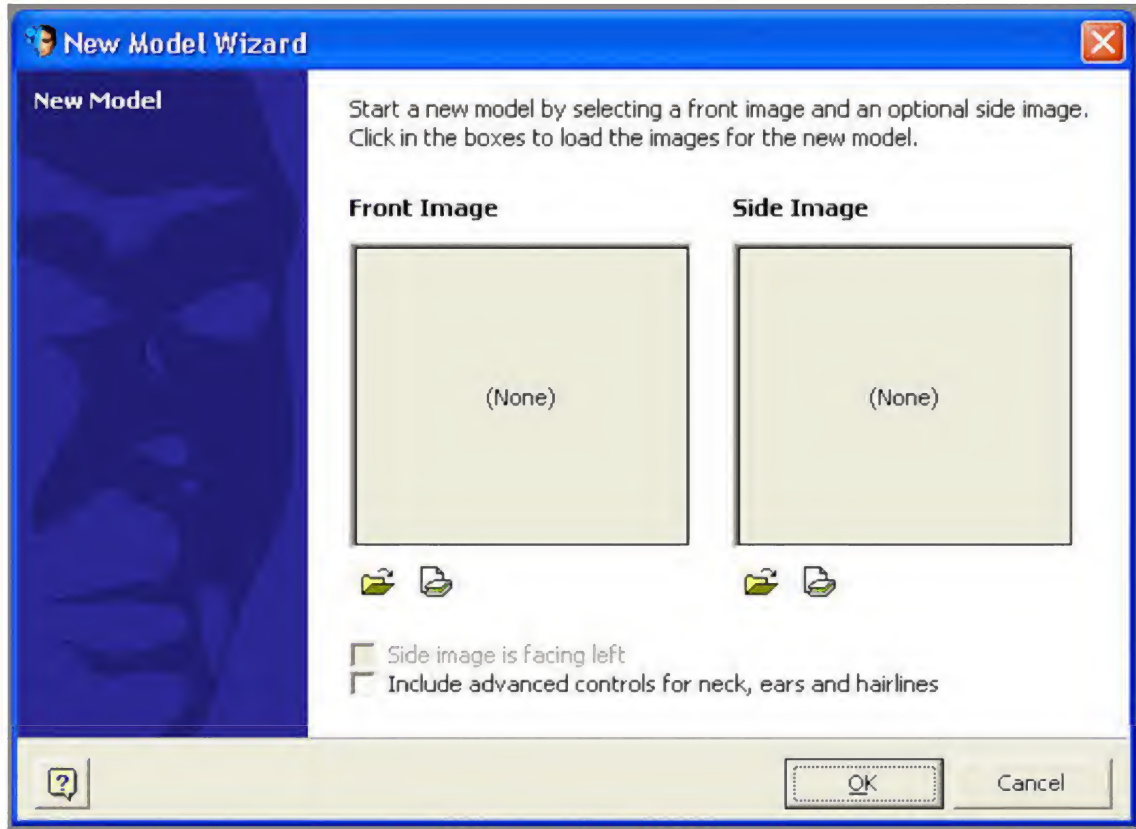 New Model Wizard
New Model
Start a new model by selecting a front image and an optional side image.
Click in the boxes to load the images for the new model.
Front Image
Side Image
(None)
(None)
Side image is facing left
Include advanced controls for neck, ears and hairlines
?
OK
Cancel